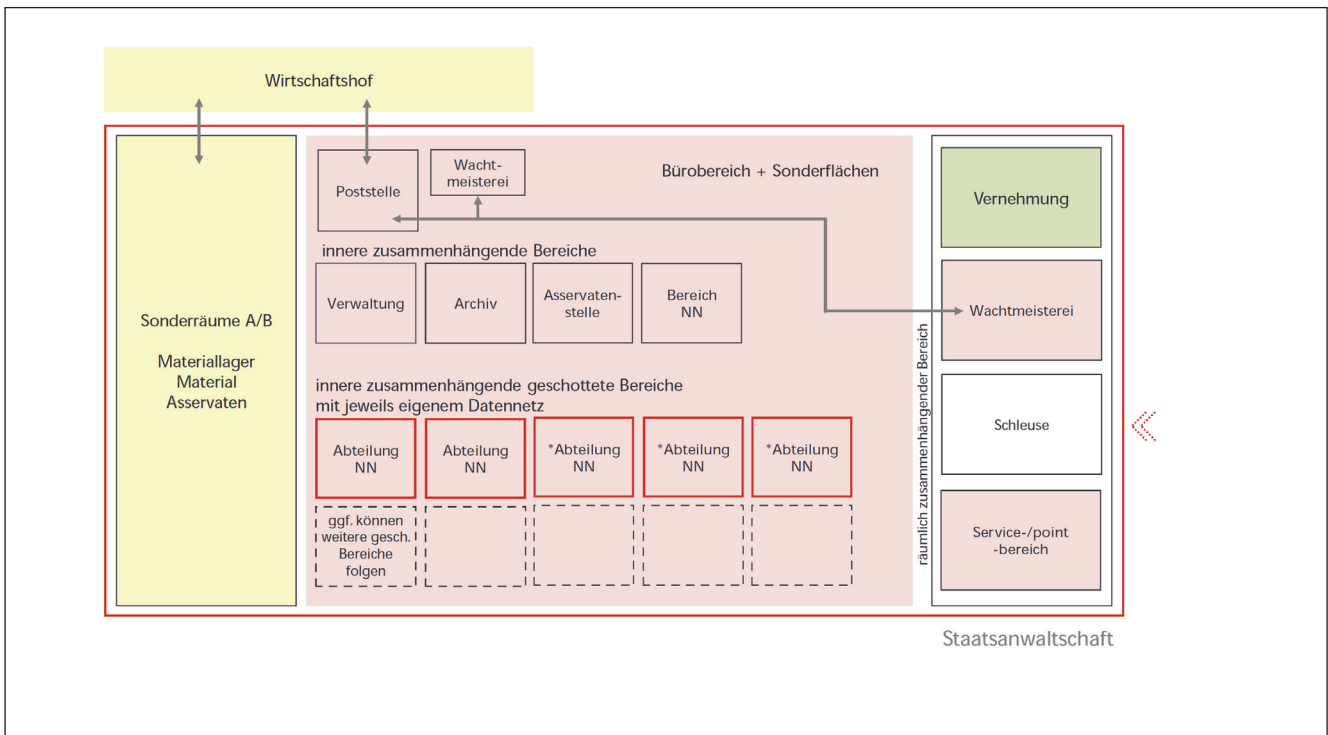 Wirtschaftshof
Poststelle
Wacht-
meisterei
Bürobereich + Sonderflächen
innere zusammenhängende Bereiche
Verwaltung
Archiv
Asservaten-
stelle
Bereich
NN
Sonderräume A/B
Materiallager
Material
Asservaten
innere zusammenhängende geschottete Bereiche
mit jeweils eigenem Datennetz
Abteilung
NN
Abteilung
NN
*Abteilung
NN
*Abteilung
NN
*Abteilung
NN
ggf. können
weitere gesch.
Bereiche
folgen
räumlich zusammenhängender Bereich
Vernehmung
Wachtmeisterei
Schleuse
Service-/point
-bereich
Staatsanwaltschaft